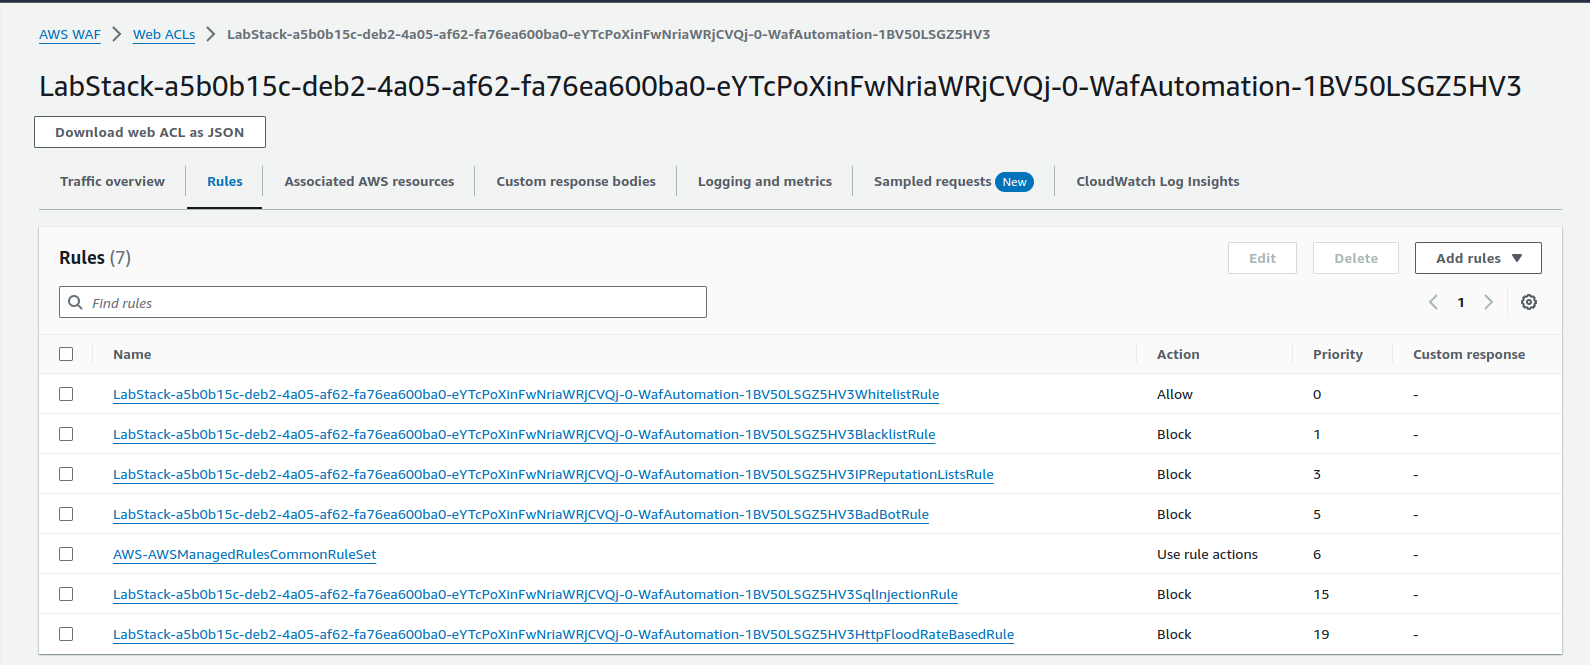 AWS WAF > Web ACLs > LabStack-a5b0b15c-deb2-4a05-af62-fa76ea600ba0-eYTcPoXinFwNriaWRjCVQj-0-WafAutomation-1BV50LSGZ5HV3
LabStack-a5b0b15c-deb2-4a05-af62-fa76ea600ba0-eYTcPoXinFwNriaWRjCVQj-0-WafAutomation-1BV50LSGZ5HV3
Download web ACL as JSON
Traffic overview Rules Associated AWS resources Custom response bodies Logging and metrics Sampled requests New CloudWatch Log Insights
Rules (7) Edit Delete Add rules
Find rules 1
Name Action Priority Custom response
LabStack-a5b0b15c-deb2-4a05-af62-fa76ea600ba0-eYTcPoXinFwNriaWRjCVQj-0-WafAutomation-1BV50LSGZ5HV3WhitelistRule Allow 0 -
LabStack-a5b0b15c-deb2-4a05-af62-fa76ea600ba0-eYTcPoXinFwNriaWRjCVQj-0-WafAutomation-1BV50LSGZ5HV3BlacklistRule Block 1 -
LabStack-a5b0b15c-deb2-4a05-af62-fa76ea600ba0-eYTcPoXinFwNriaWRjCVQj-0-WafAutomation-1BV50LSGZ5HV3IPReputationListsRule Block 3 -
LabStack-a5b0b15c-deb2-4a05-af62-fa76ea600ba0-eYTcPoXinFwNriaWRjCVQj-0-WafAutomation-1BV50LSGZ5HV3BadBotRule Block 5 -
AWS-AWSManagedRulesCommonRuleSet Use rule actions 6 -
LabStack-a5b0b15c-deb2-4a05-af62-fa76ea600ba0-eYTcPoXinFwNriaWRjCVQj-0-WafAutomation-1BV50LSGZ5HV3SqlInjectionRule Block 15 -
LabStack-a5b0b15c-deb2-4a05-af62-fa76ea600ba0-eYTcPoXinFwNriaWRjCVQj-0-WafAutomation-1BV50LSGZ5HV3HttpFloodRateBasedRule Block 19 -